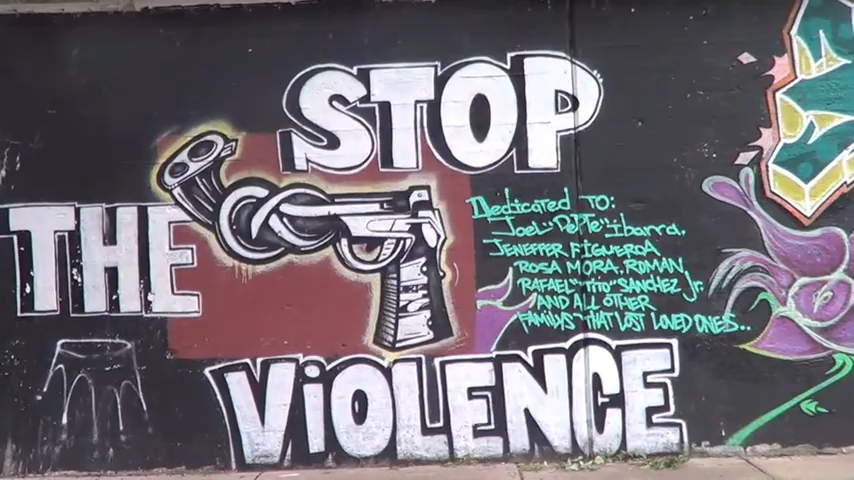 STOP
THE
Dedicated TO:
JOEL "PePTe" ibarra.
JENEFFER FIGUEROA
ROSA MORA, ROMAN,
RAFAEL "TITO" SANCHEZ Jr.
AND ALL OTHER
FAMILYS THAT LOST LOVED ONES...
VIOLENCE